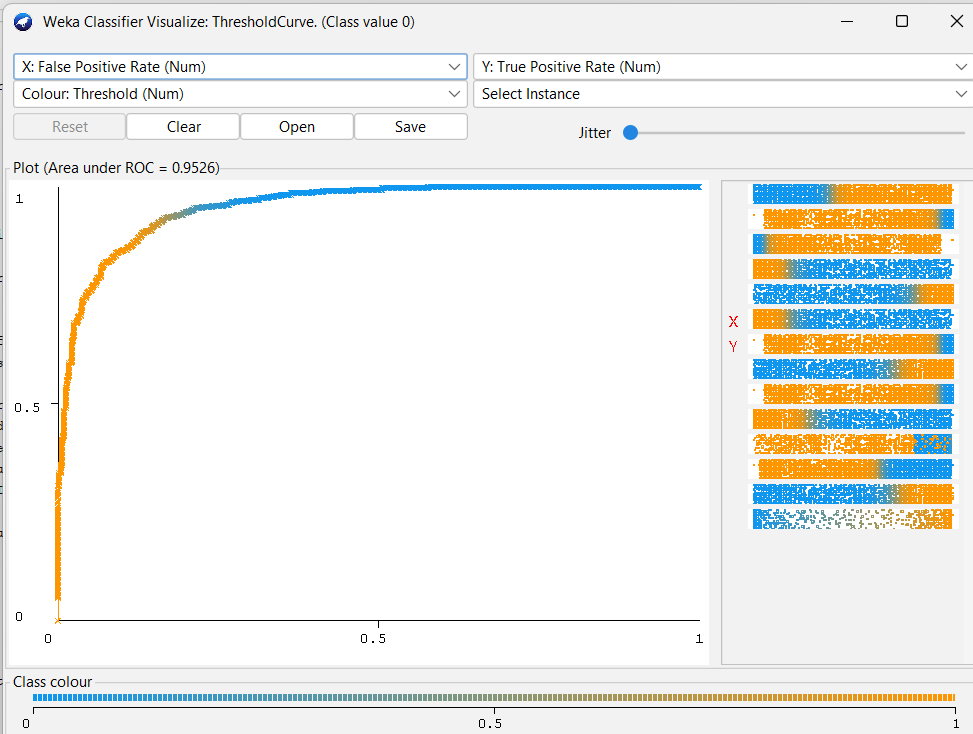 Weka Classifier Visualize: ThresholdCurve. (Class value 0)
X: False Positive Rate (Num)
Y: True Positive Rate (Num)
Colour: Threshold (Num)
Select Instance
Reset
Clear
Open
Save
Jitter
Plot (Area under ROC = 0.9526)
1
0.5
0
0
0.5
1
X
Y
Class colour
0
0.5
1